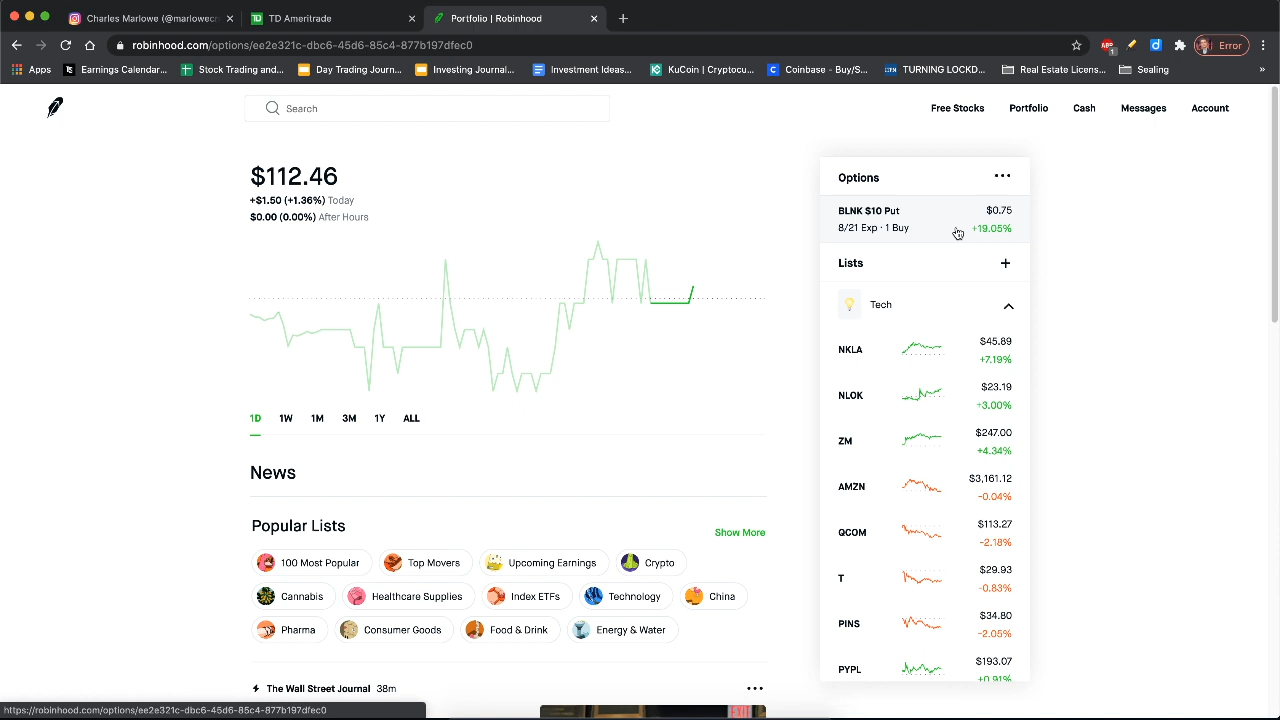 Charles Marlowe (@marlowecr
TD Ameritrade
Portfolio | Robinhood
robinhood.com/options/ee2e321c-dbc6-45d6-85c4-877b197dfec0
ABP
1
Error
Apps
Earnings Calendar...
Stock Trading and...
Day Trading Journ...
Investing Journal...
Investment Ideas...
KuCoin | Cryptocu...
Coinbase - Buy/S...
TURNING LOCKD...
Real Estate Licens...
Sealing
»
Search
Free Stocks
Portfolio
Cash
Messages
Account
$112.46
+$1.50 (+1.36%) Today
$0.00 (0.00%) After Hours
1D 1W 1M 3M 1Y ALL
News
Popular Lists
Show More
100 Most Popular
Top Movers
Upcoming Earnings
Crypto
Cannabis
Healthcare Supplies
Index ETFs
Technology
China
Pharma
Consumer Goods
Food & Drink
Energy & Water
The Wall Street Journal 38m
EXIT
Options
BLNK $10 Put $0.75
8/21 Exp · 1 Buy +19.05%
Lists
Tech
NKLA $45.89
+7.19%
NLOK $23.19
+3.00%
ZM $247.00
+4.34%
AMZN $3,161.12
-0.04%
QCOM $113.27
-2.18%
T $29.93
-0.83%
PINS $34.80
-2.05%
PYPL $193.07
+0.91%
https://robinhood.com/options/ee2e321c-dbc6-45d6-85c4-877b197dfec0